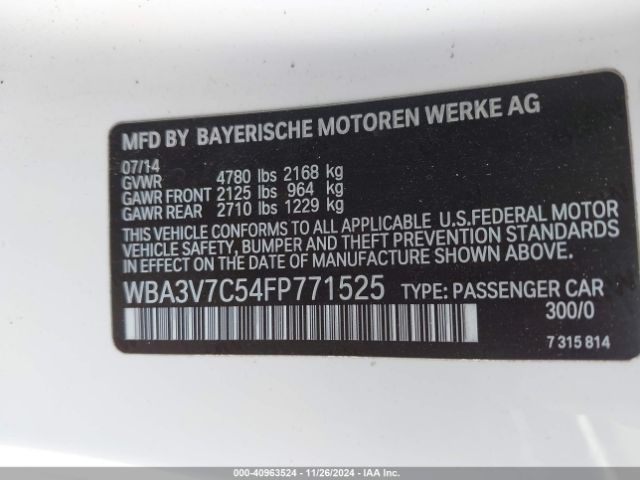 MFD BY BAYERISCHE MOTOREN WERKE AG
07/14
GVWR 4780 lbs 2168 kg
GAWR FRONT 2125 lbs 964 kg
GAWR REAR 2710 lbs 1229 kg
THIS VEHICLE CONFORMS TO ALL APPLICABLE U.S.FEDERAL MOTOR
VEHICLE SAFETY, BUMPER AND THEFT PREVENTION STANDARDS
IN EFFECT ON THE DATE OF MANUFACTURE SHOWN ABOVE.
WBA3V7C54FP771525 TYPE: PASSENGER CAR
300/0
7 315 814
000-40963524 - 11/26/2024 - IAA Inc.